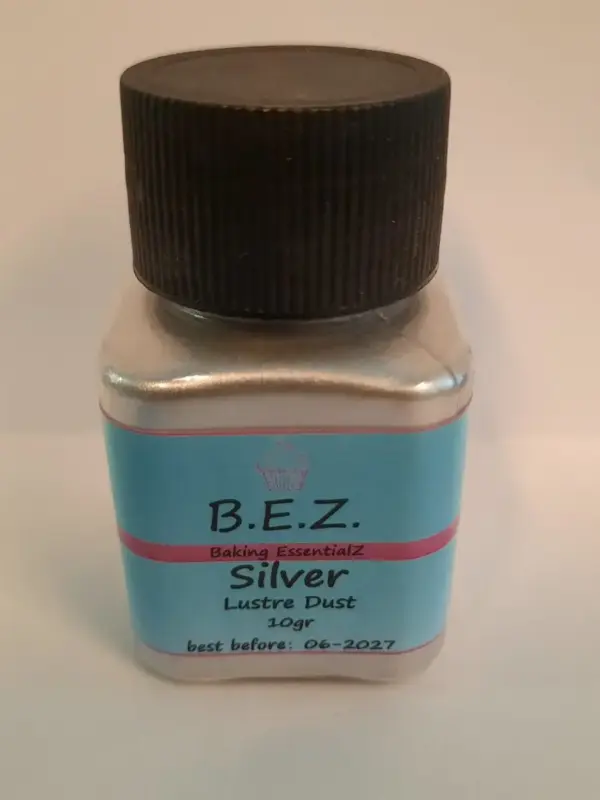 B.E.Z.
Baking EssentialZ
Silver
Lustre Dust
10gr
best before: 06-2027